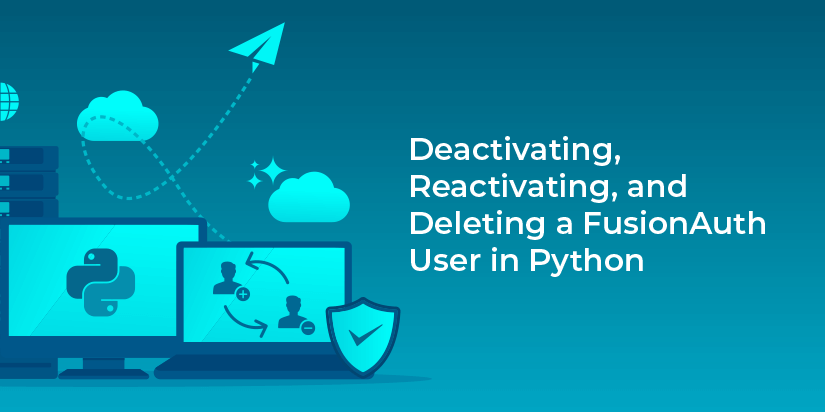 Deactivating,
Reactivating, and
Deleting a FusionAuth
User in Python